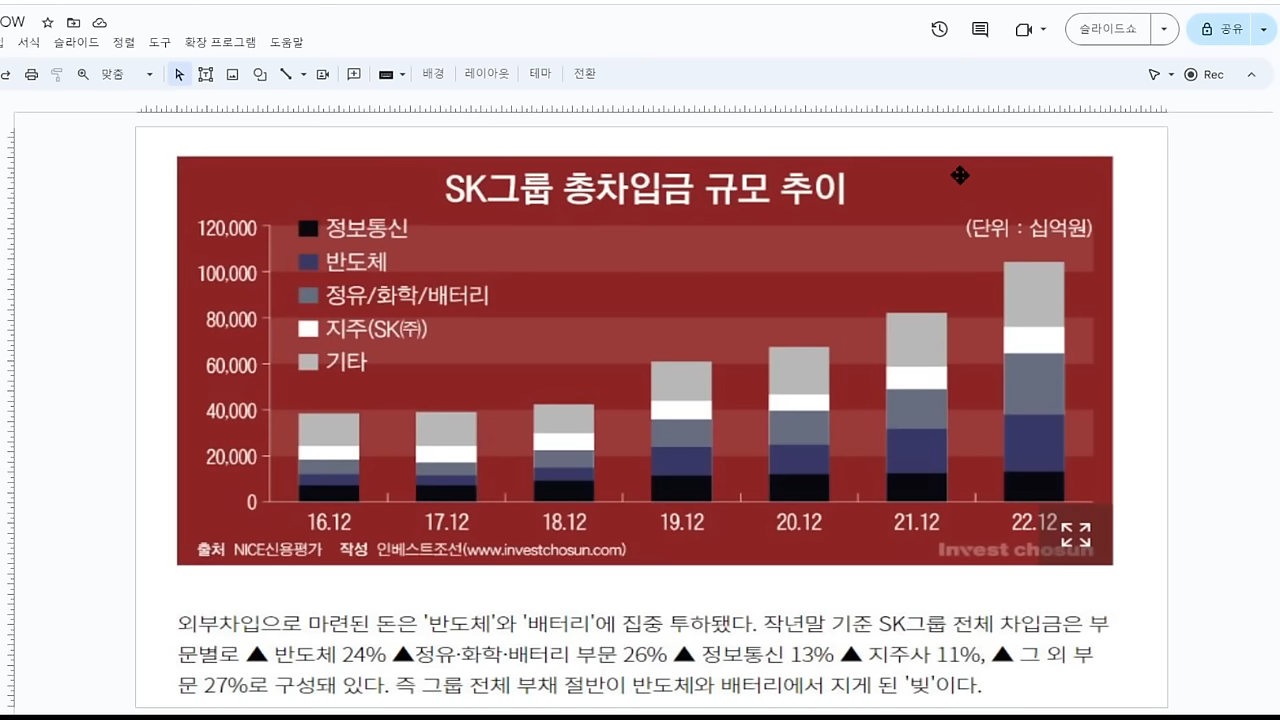 OW
서식 슬라이드 정렬 도구 확장 프로그램 도움말
슬라이드쇼
공유
맞춤
배경 레이아웃 테마 전환
Rec
SK그룹 총차입금 규모 추이
(단위 : 십억원)
120,000
100,000
80,000
60,000
40,000
20,000
0
정보통신
반도체
정유/화학/배터리
지주(SK㈜)
기타
16.12 17.12 18.12 19.12 20.12 21.12 22.12
출처 NICE신용평가 작성 인베스트조선(www.investchosun.com)
Invest chosun
외부차입으로 마련된 돈은 '반도체'와 '배터리'에 집중 투하됐다. 작년말 기준 SK그룹 전체 차입금은 부
문별로 ▲ 반도체 24% ▲정유·화학·배터리 부문 26% ▲ 정보통신 13% ▲ 지주사 11%, ▲ 그 외 부
문 27%로 구성돼 있다. 즉 그룹 전체 부채 절반이 반도체와 배터리에서 지게 된 '빚'이다.